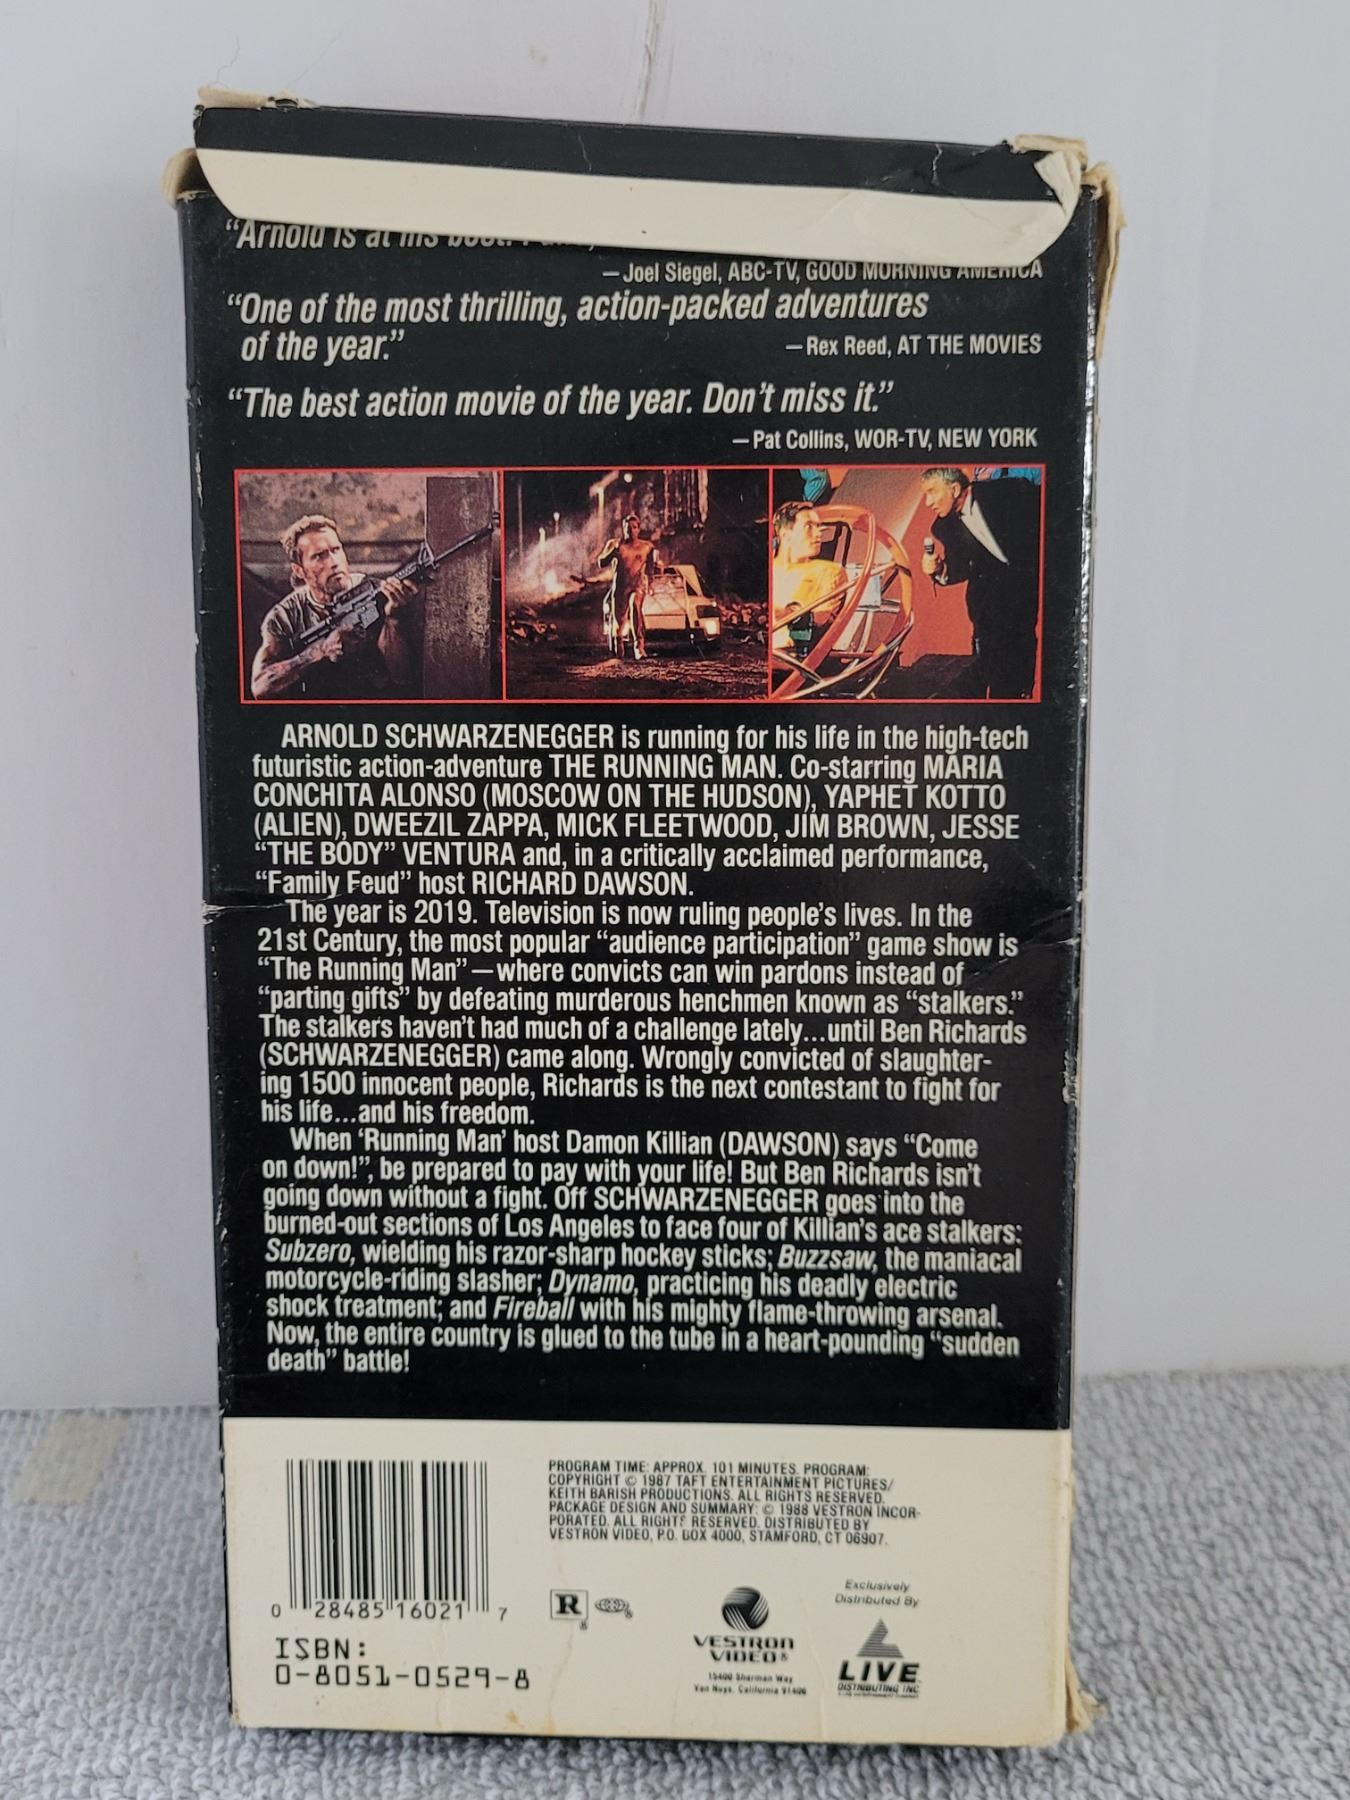 “Arnold is at his best.
— Joel Siegel, ABC-TV, GOOD MORNING AMERICA
“One of the most thrilling, action-packed adventures
of the year.”
— Rex Reed, AT THE MOVIES
“The best action movie of the year. Don’t miss it.”
— Pat Collins, WOR-TV, NEW YORK
ARNOLD SCHWARZENEGGER is running for his life in the high-tech
futuristic action-adventure THE RUNNING MAN. Co-starring MARIA
CONCHITA ALONSO (MOSCOW ON THE HUDSON), YAPHET KOTTO
(ALIEN), DWEEZIL ZAPPA, MICK FLEETWOOD, JIM BROWN, JESSE
“THE BODY” VENTURA and, in a critically acclaimed performance,
“Family Feud” host RICHARD DAWSON.
The year is 2019. Television is now ruling people’s lives. In the
21st Century, the most popular “audience participation” game show is
“The Running Man” — where convicts can win pardons instead of
“parting gifts” by defeating murderous henchmen known as “stalkers.”
The stalkers haven’t had much of a challenge lately...until Ben Richards
(SCHWARZENEGGER) came along. Wrongly convicted of slaughter-
ing 1500 innocent people, Richards is the next contestant to fight for
his life...and his freedom.
When ‘Running Man’ host Damon Killian (DAWSON) says “Come
on down!”, be prepared to pay with your life! But Ben Richards isn’t
going down without a fight. Off SCHWARZENEGGER goes into the
burned-out sections of Los Angeles to face four of Killian’s ace stalkers:
Subzero, wielding his razor-sharp hockey sticks; Buzzsaw, the maniacal
motorcycle-riding slasher; Dynamo, practicing his deadly electric
shock treatment; and Fireball with his mighty flame-throwing arsenal.
Now, the entire country is glued to the tube in a heart-pounding “sudden
death” battle!
PROGRAM TIME: APPROX. 101 MINUTES. PROGRAM:
COPYRIGHT © 1987 TAFT ENTERTAINMENT PICTURES/
KEITH BARISH PRODUCTIONS. ALL RIGHTS RESERVED.
PACKAGE DESIGN AND SUMMARY: © 1988 VESTRON INCOR-
PORATED. ALL RIGHTS RESERVED. DISTRIBUTED BY
VESTRON VIDEO, P.O. BOX 4000, STAMFORD, CT 06907.
0 28485 16021 7
ISBN:
0-8051-0529-8
R ®
VESTRON
VIDEO®
15400 Sherman Way
Van Nuys, California 91406
Exclusively
Distributed By
LIVE
DISTRIBUTING INC.